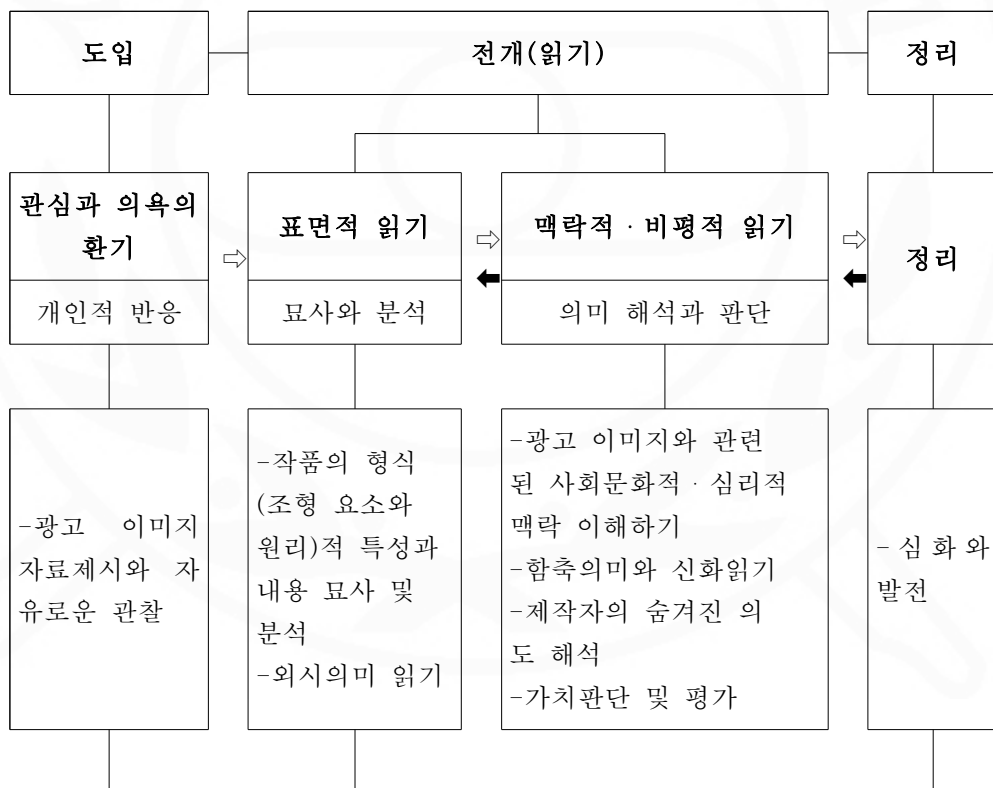 도입
전개(읽기)
정리
관심과 의욕의
환기
개인적 반응
표면적 읽기
묘사와 분석
맥락적 · 비평적 읽기
의미 해석과 판단
정리
-광고 이미지
자료제시와 자
유로운 관찰
-작품의 형식
(조형 요소와
원리)적 특성과
내용 묘사 및
분석
-외시의미 읽기
-광고 이미지와 관련
된 사회문화적 · 심리적
맥락 이해하기
-함축의미와 신화읽기
-제작자의 숨겨진 의
도 해석
-가치판단 및 평가
- 심화와
발전